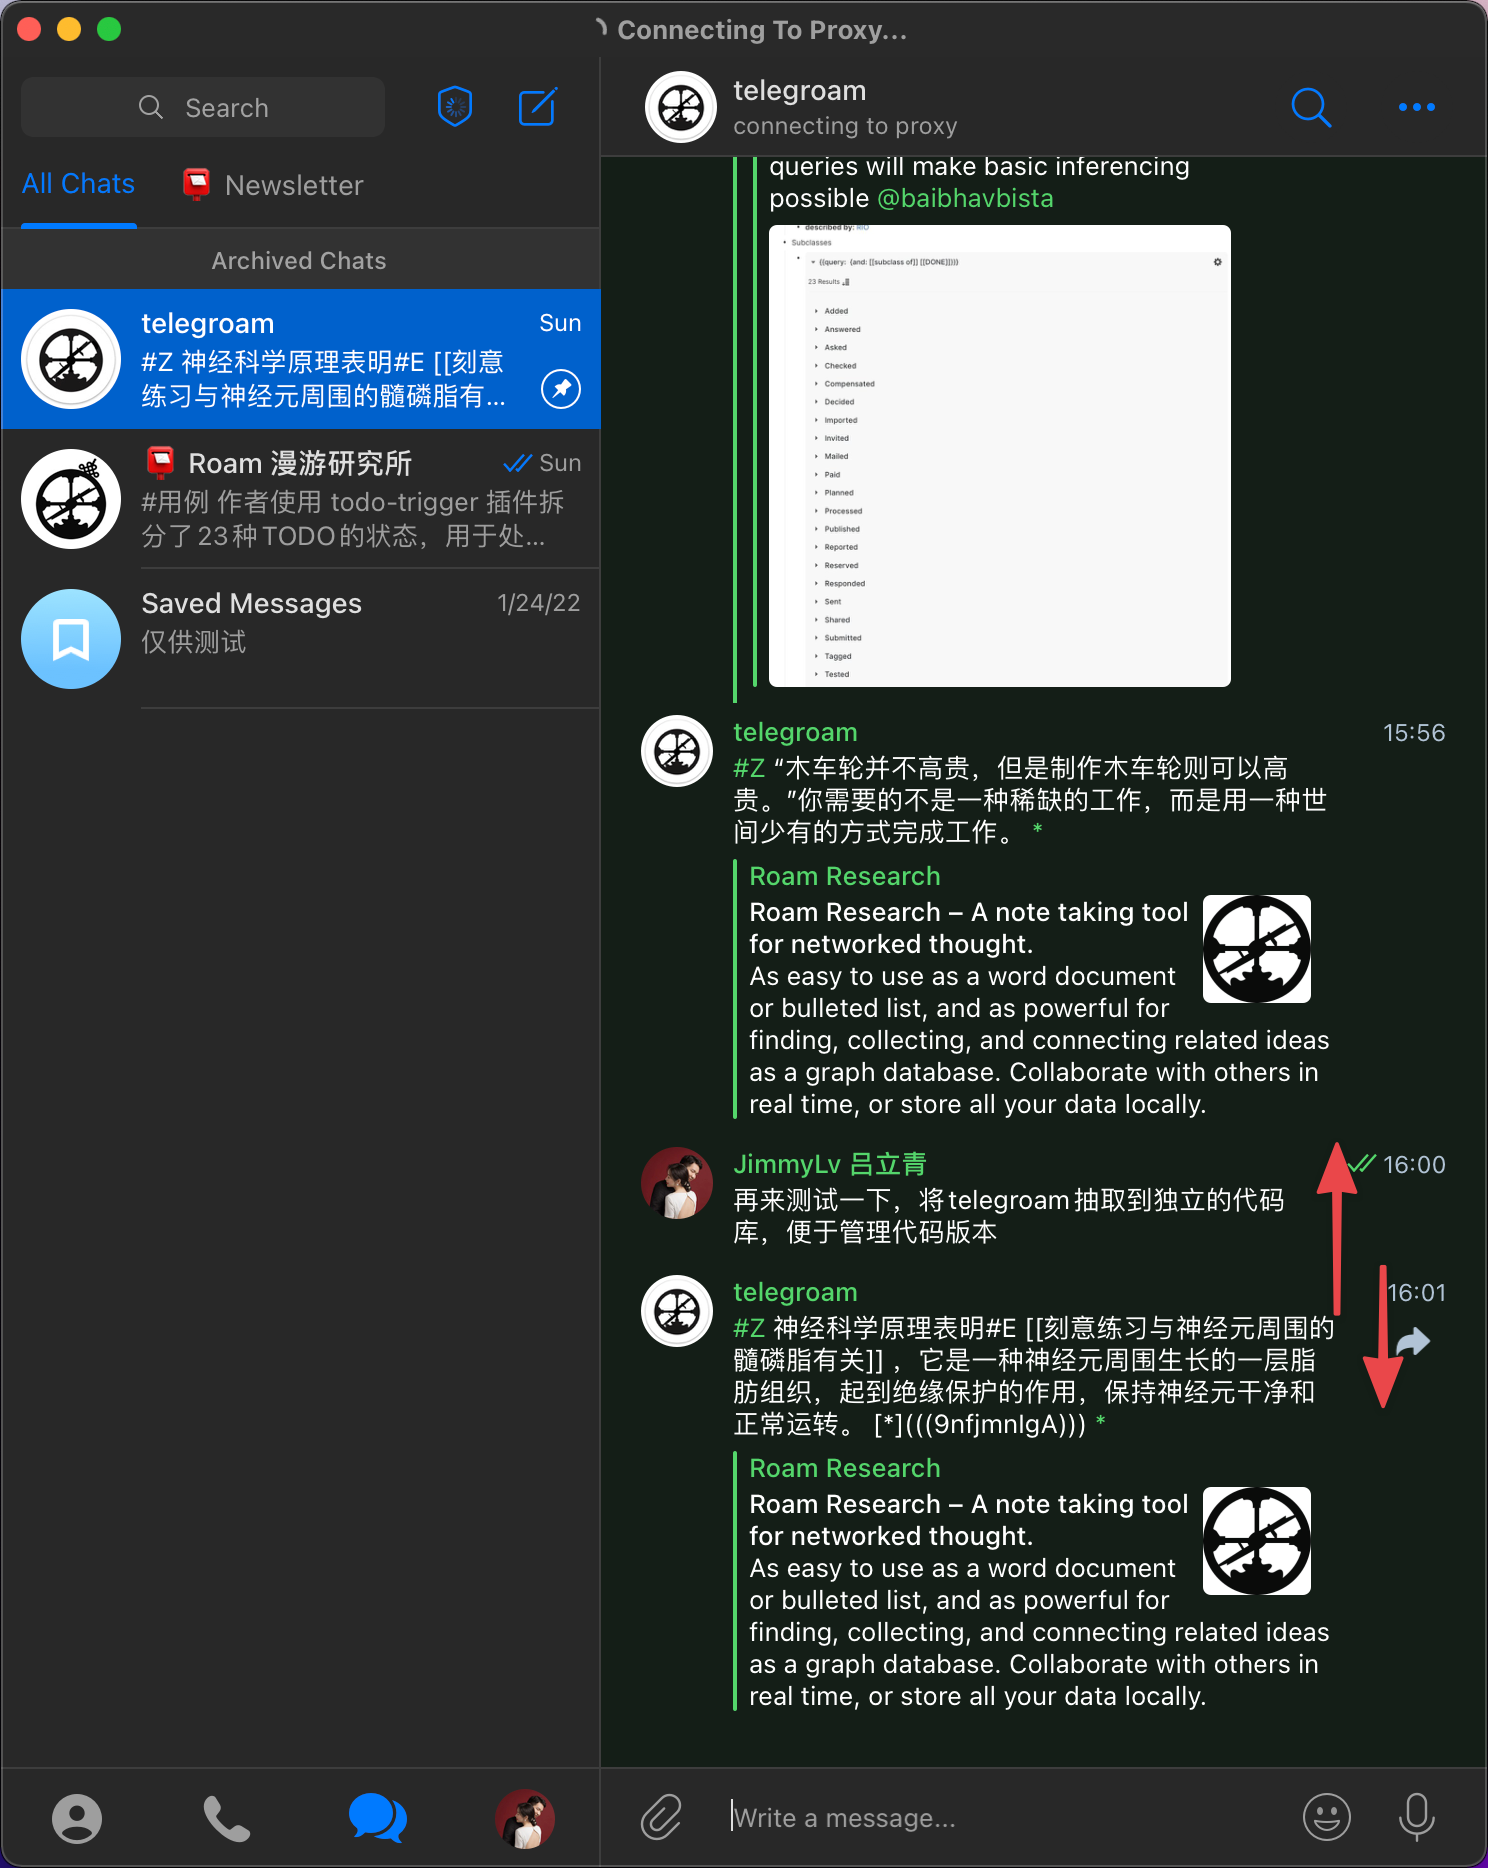 Connecting To Proxy...
Search
All Chats
📮 Newsletter
Archived Chats
telegroam
Sun
#Z 神经科学原理表明#E [[刻意
练习与神经元周围的髓磷脂有...
📮 Roam 漫游研究所
Sun
#用例 作者使用 todo-trigger 插件拆
分了23种TODO的状态，用于处...
Saved Messages
1/24/22
仅供测试
telegroam
connecting to proxy
queries will make basic inferencing
possible @baibhavbista
described by: RIO
Subclasses
{{query: {and: [[subclass of]] [[DONE]]}}}
23 Results
Added
Answered
Asked
Checked
Compensated
Decided
Imported
Invited
Mailed
Paid
Planned
Processed
Published
Reported
Reserved
Responded
Sent
Shared
Submitted
Tagged
Tested
telegroam
15:56
#Z “木车轮并不高贵，但是制作木车轮则可以高
贵。”你需要的不是一种稀缺的工作，而是用一种世
间少有的方式完成工作。 *
Roam Research
Roam Research – A note taking tool
for networked thought.
As easy to use as a word document
or bulleted list, and as powerful for
finding, collecting, and connecting related ideas
as a graph database. Collaborate with others in
real time, or store all your data locally.
JimmyLv 吕立青
16:00
再来测试一下，将telegroam抽取到独立的代码
库，便于管理代码版本
telegroam
16:01
#Z 神经科学原理表明#E [[刻意练习与神经元周围的
髓磷脂有关]] ，它是一种神经元周围生长的一层脂
肪组织，起到绝缘保护的作用，保持神经元干净和
正常运转。 [*](((9nfjmnIgA))) *
Roam Research
Roam Research – A note taking tool
for networked thought.
As easy to use as a word document
or bulleted list, and as powerful for
finding, collecting, and connecting related ideas
as a graph database. Collaborate with others in
real time, or store all your data locally.
Write a message...